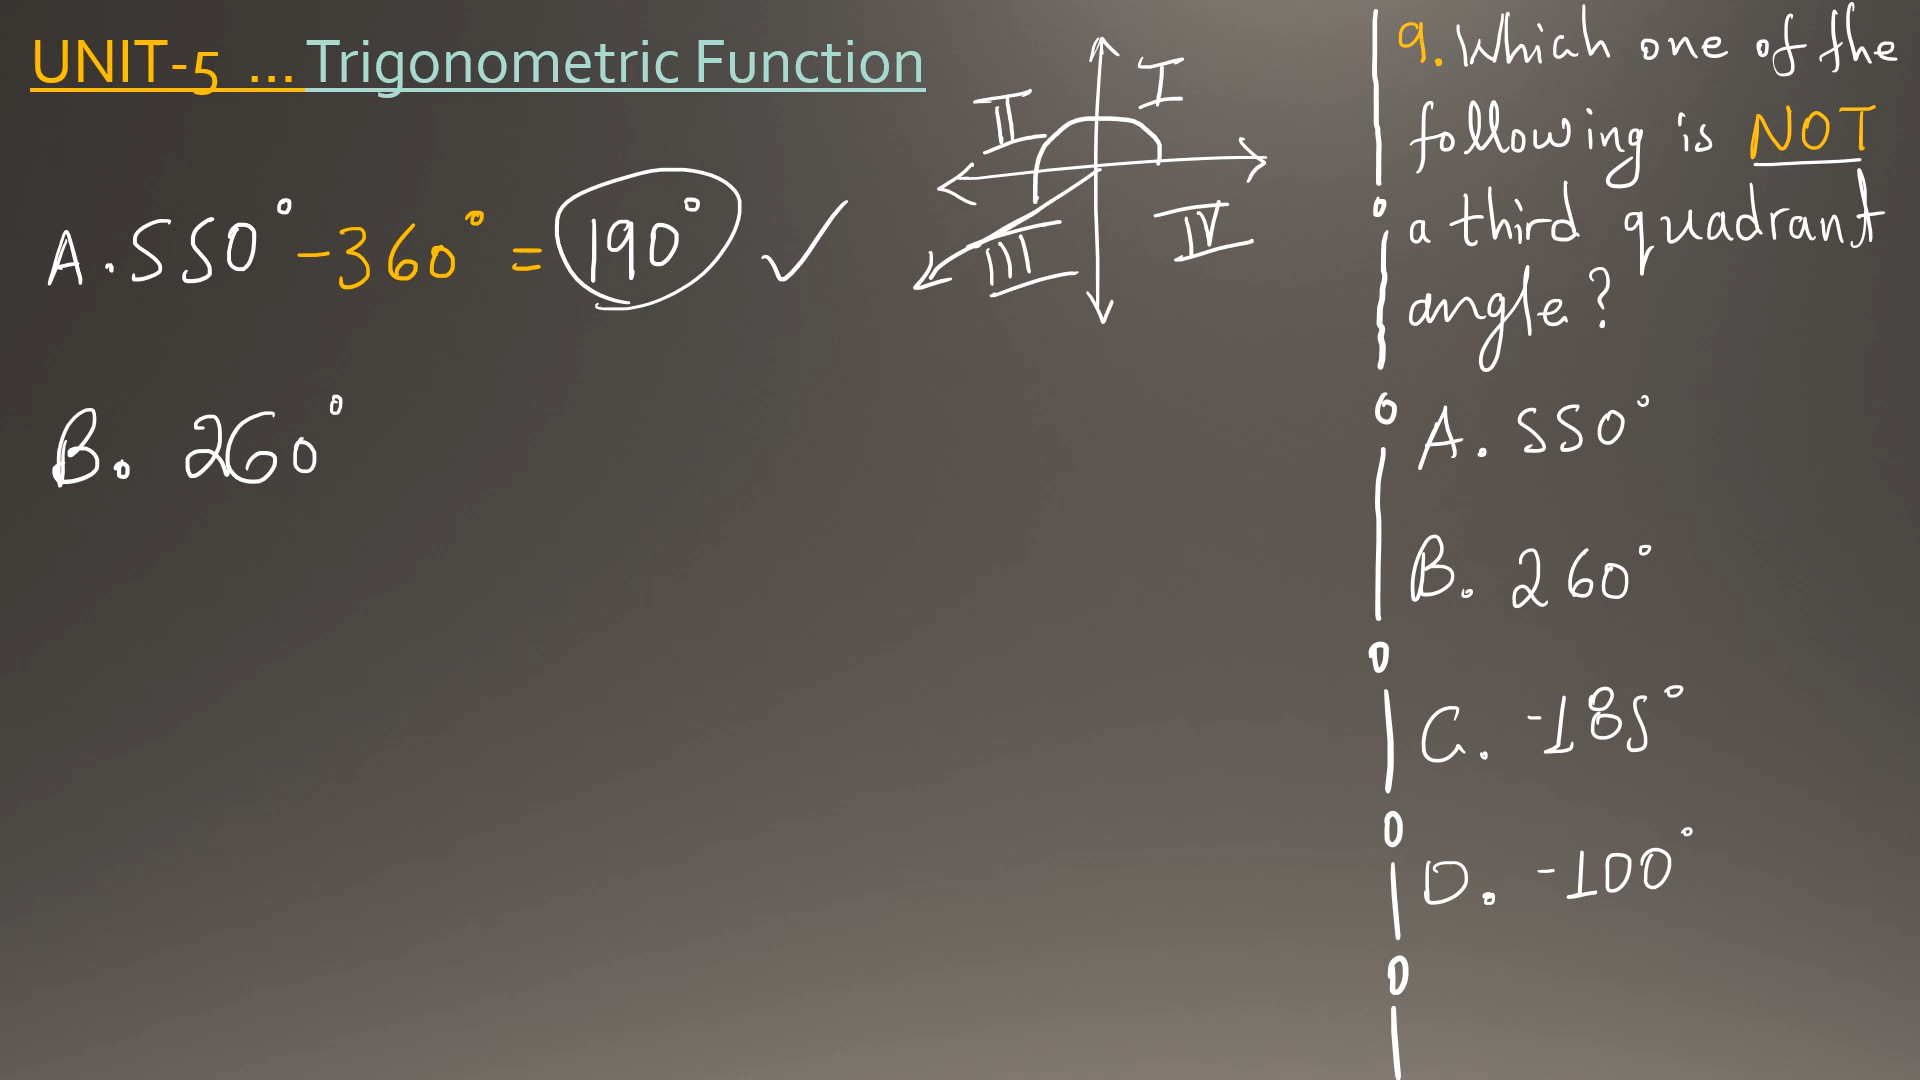 UNIT-5 ... Trigonometric Function
A. 550° -360° = 190° ✓
B. 260°
I
II
III
IV
9. Which one of the
following is NOT
a third quadrant
angle?
A. 550°
B. 260°
C. -185°
D. -100°